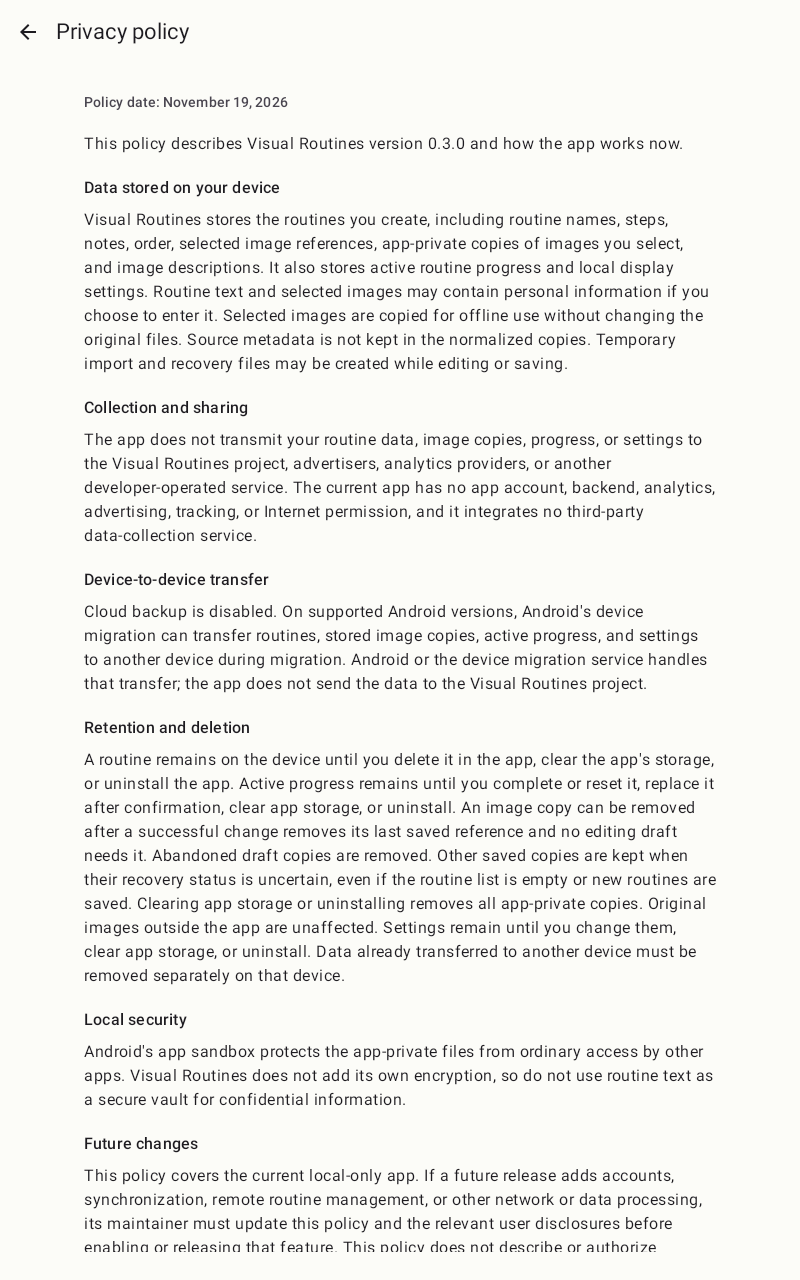 Privacy policy
Policy date: November 19, 2026
This policy describes Visual Routines version 0.3.0 and how the app works now.
Data stored on your device
Visual Routines stores the routines you create, including routine names, steps,
notes, order, selected image references, app-private copies of images you select,
and image descriptions. It also stores active routine progress and local display
settings. Routine text and selected images may contain personal information if you
choose to enter it. Selected images are copied for offline use without changing the
original files. Source metadata is not kept in the normalized copies. Temporary
import and recovery files may be created while editing or saving.
Collection and sharing
The app does not transmit your routine data, image copies, progress, or settings to
the Visual Routines project, advertisers, analytics providers, or another
developer-operated service. The current app has no app account, backend, analytics,
advertising, tracking, or Internet permission, and it integrates no third-party
data-collection service.
Device-to-device transfer
Cloud backup is disabled. On supported Android versions, Android's device
migration can transfer routines, stored image copies, active progress, and settings
to another device during migration. Android or the device migration service handles
that transfer; the app does not send the data to the Visual Routines project.
Retention and deletion
A routine remains on the device until you delete it in the app, clear the app's storage,
or uninstall the app. Active progress remains until you complete or reset it, replace it
after confirmation, clear app storage, or uninstall. An image copy can be removed
after a successful change removes its last saved reference and no editing draft
needs it. Abandoned draft copies are removed. Other saved copies are kept when
their recovery status is uncertain, even if the routine list is empty or new routines are
saved. Clearing app storage or uninstalling removes all app-private copies. Original
images outside the app are unaffected. Settings remain until you change them,
clear app storage, or uninstall. Data already transferred to another device must be
removed separately on that device.
Local security
Android's app sandbox protects the app-private files from ordinary access by other
apps. Visual Routines does not add its own encryption, so do not use routine text as
a secure vault for confidential information.
Future changes
This policy covers the current local-only app. If a future release adds accounts,
synchronization, remote routine management, or other network or data processing,
its maintainer must update this policy and the relevant user disclosures before
enabling or releasing that feature. This policy does not describe or authorize